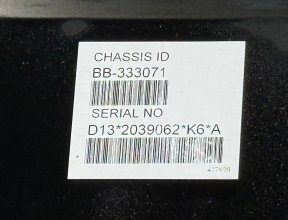 CHASSIS ID
BB-333071
SERIAL NO
D13*2039062*K6*A